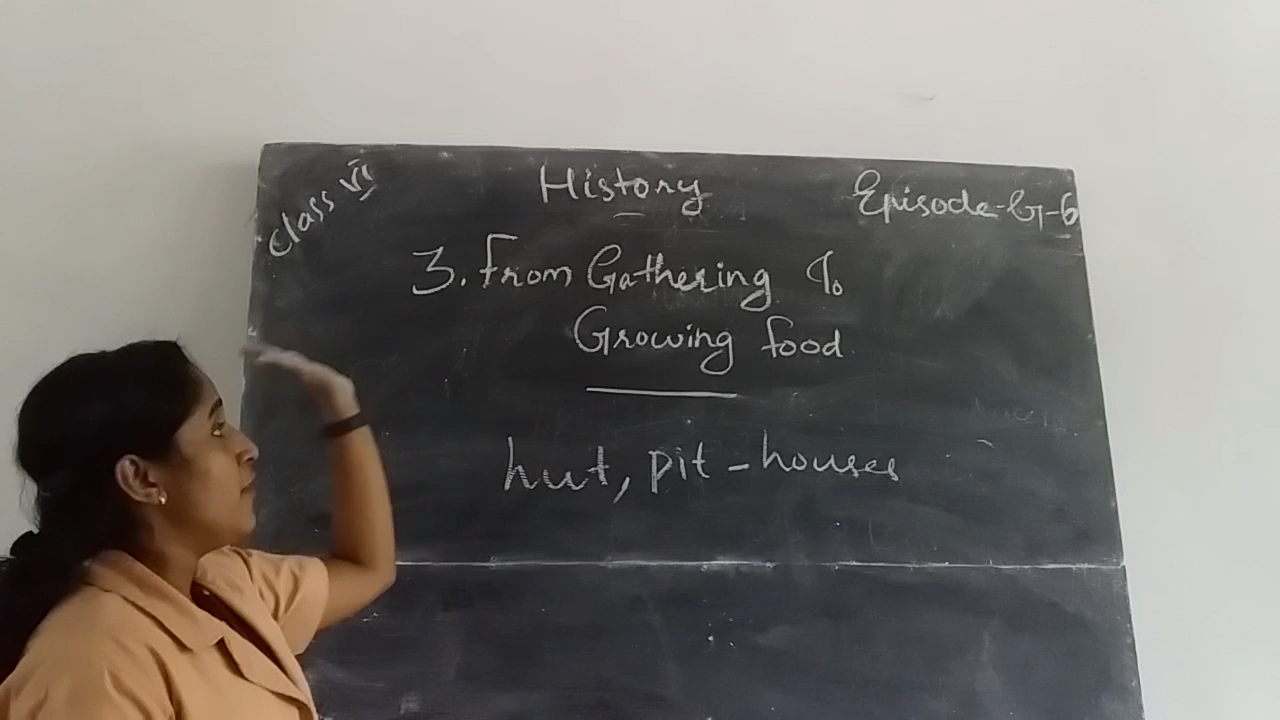 Class VI
History
Episode-G-6
3. From Gathering To
Growing food
hut, pit-houses